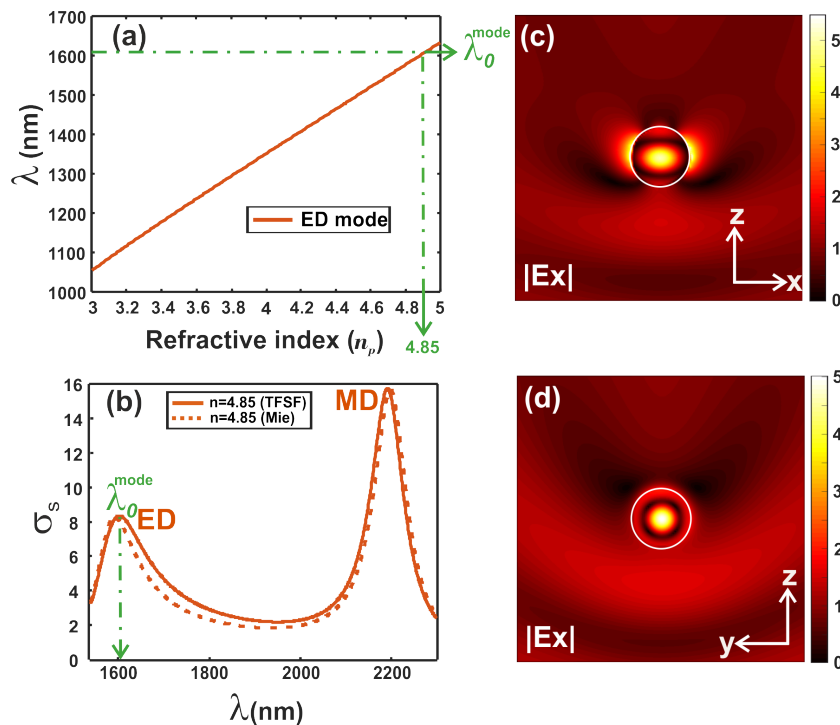 (a)
λ₀^mode
1700
1600
1500
1400
1300
1200
1100
1000
λ (nm)
ED mode
3 3.2 3.4 3.6 3.8 4 4.2 4.4 4.6 4.8 5
Refractive index (nₚ)
4.85
(b)
n=4.85 (TFSF)
n=4.85 (Mie)
MD
λ₀^mode
ED
16
14
12
10
8
6
4
2
0
σₛ
1600 1800 2000 2200
λ(nm)
(c)
z
x
|Ex|
5
4
3
2
1
0
(d)
z
y
|Ex|
5
4
3
2
1
0